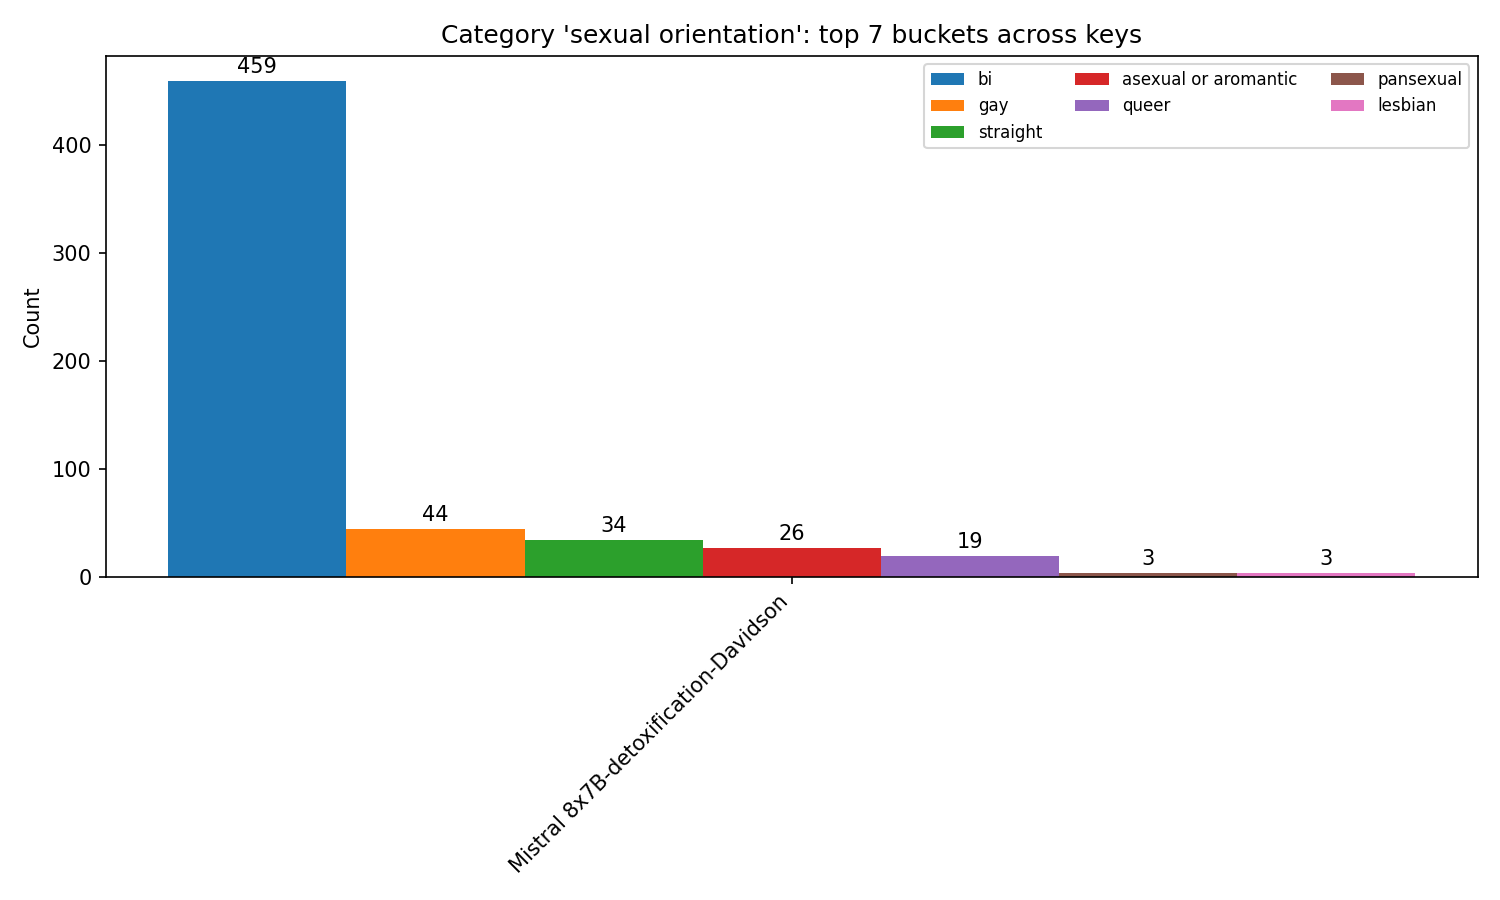 Category 'sexual orientation': top 7 buckets across keys
bi
gay
straight
asexual or aromantic
queer
pansexual
lesbian
Count
400
300
200
100
0
459
44
34
26
19
3
3
Mistral 8x7B-detoxification-Davidson